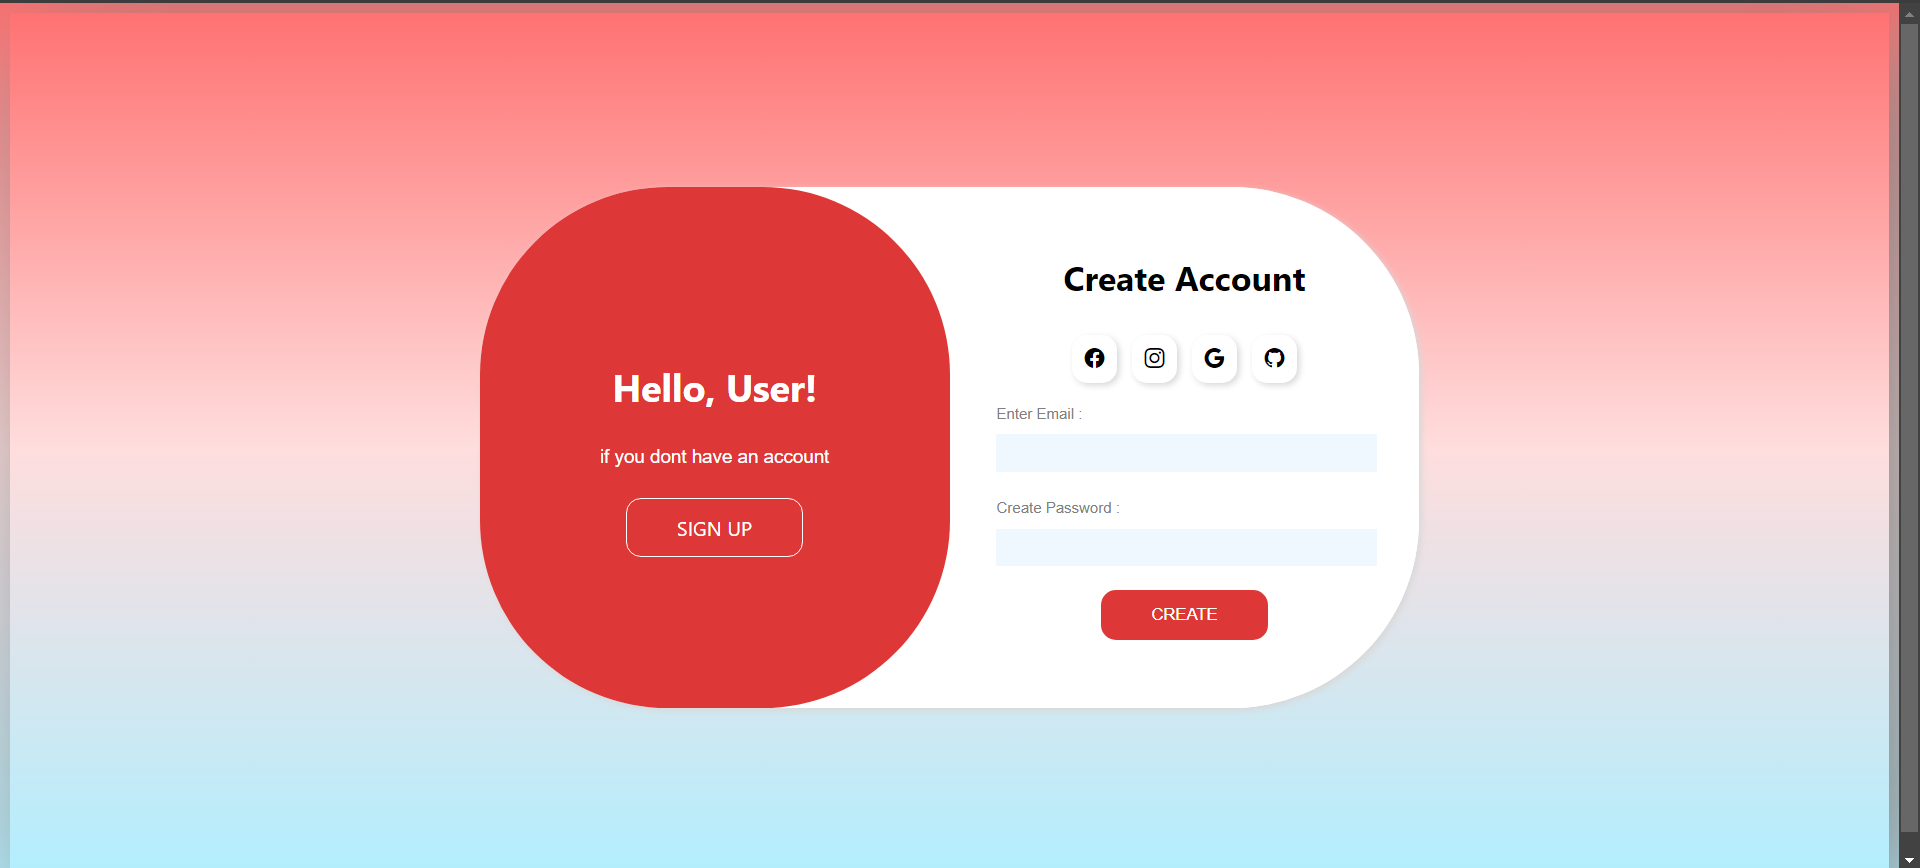 Hello, User!
if you dont have an account
SIGN UP
Create Account
Enter Email :
Create Password :
CREATE